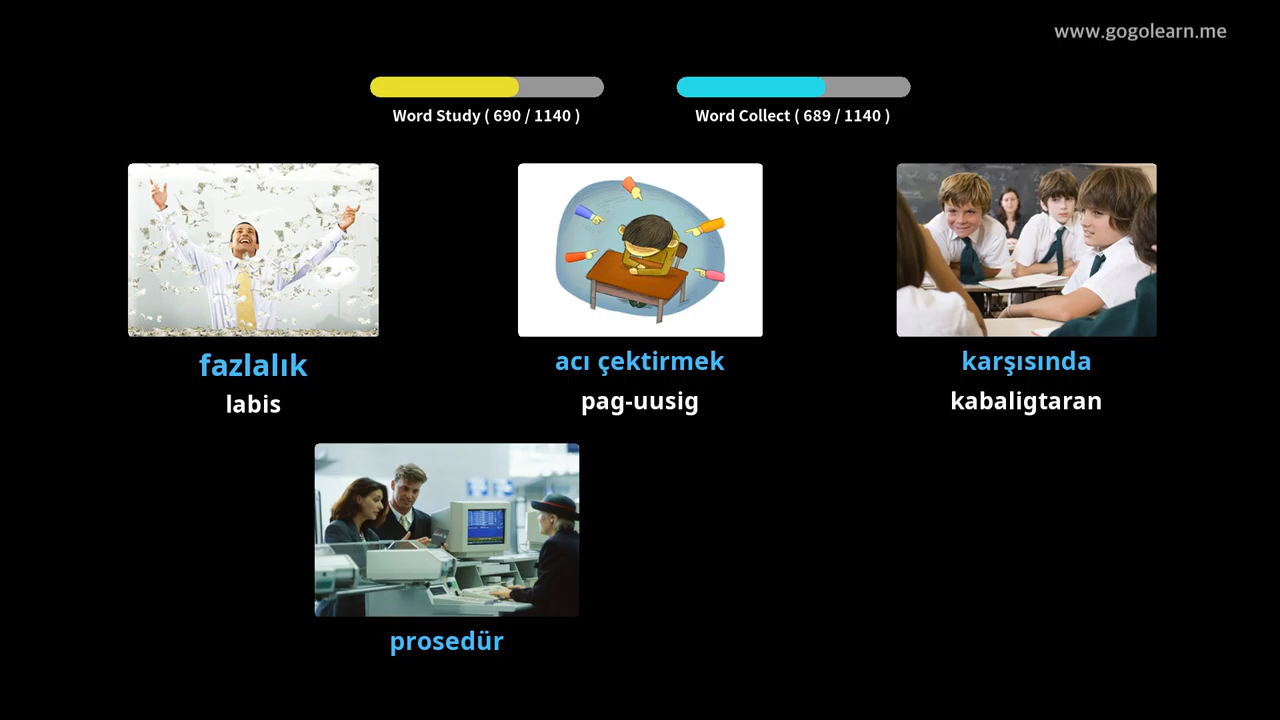 www.gogolearn.me
Word Study ( 690 / 1140 )
Word Collect ( 689 / 1140 )
fazlalık
labis
acı çektirmek
pag-uusig
karşısında
kabaligtaran
prosedür